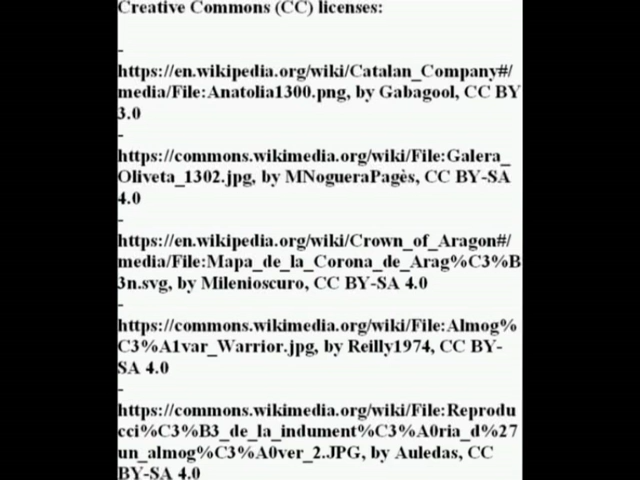 Creative Commons (CC) licenses:
-
https://en.wikipedia.org/wiki/Catalan_Company#/
media/File:Anatolia1300.png, by Gabagool, CC BY
3.0
-
https://commons.wikimedia.org/wiki/File:Galera_
Oliveta_1302.jpg, by MNogueraPagès, CC BY-SA
4.0
-
https://en.wikipedia.org/wiki/Crown_of_Aragon#/
media/File:Mapa_de_la_Corona_de_Arag%C3%B
3n.svg, by Milenioscuro, CC BY-SA 4.0
-
https://commons.wikimedia.org/wiki/File:Almog%
C3%A1var_Warrior.jpg, by Reilly1974, CC BY-
SA 4.0
-
https://commons.wikimedia.org/wiki/File:Reprodu
cci%C3%B3_de_la_indument%C3%A0ria_d%27
un_almog%C3%A0ver_2.JPG, by Auledas, CC
BY-SA 4.0